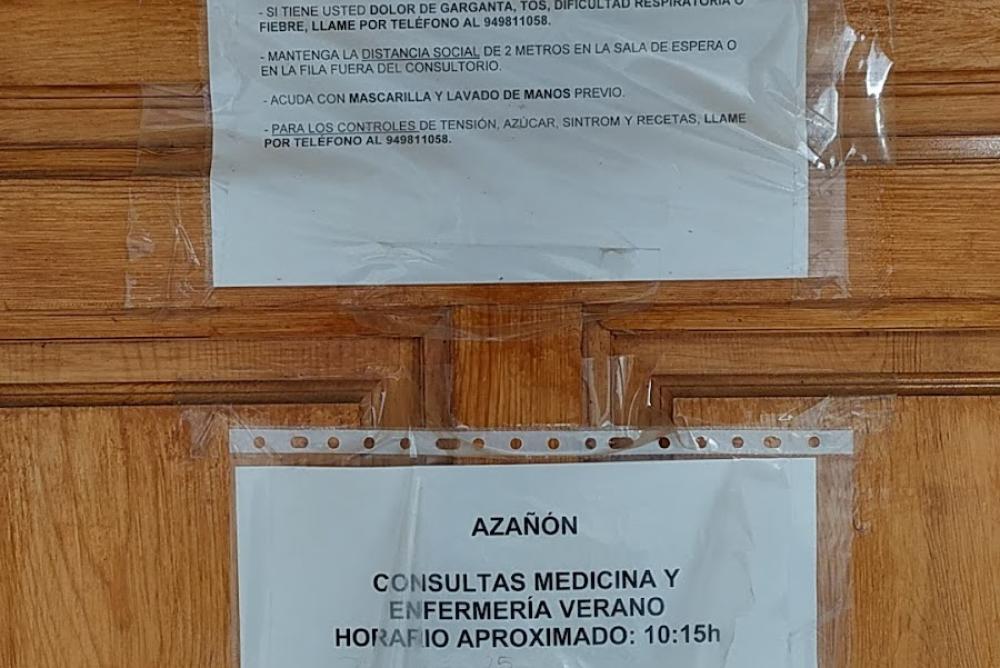 - SI TIENE USTED DOLOR DE GARGANTA, TOS, DIFICULTAD RESPIRATORIA O
FIEBRE, LLAME POR TELÉFONO AL 949811058.
- MANTENGA LA DISTANCIA SOCIAL DE 2 METROS EN LA SALA DE ESPERA O
EN LA FILA FUERA DEL CONSULTORIO.
- ACUDA CON MASCARILLA Y LAVADO DE MANOS PREVIO.
- PARA LOS CONTROLES DE TENSIÓN, AZÚCAR, SINTROM Y RECETAS, LLAME
POR TELÉFONO AL 949811058.
AZAÑÓN
CONSULTAS MEDICINA Y
ENFERMERÍA VERANO
HORARIO APROXIMADO: 10:15h